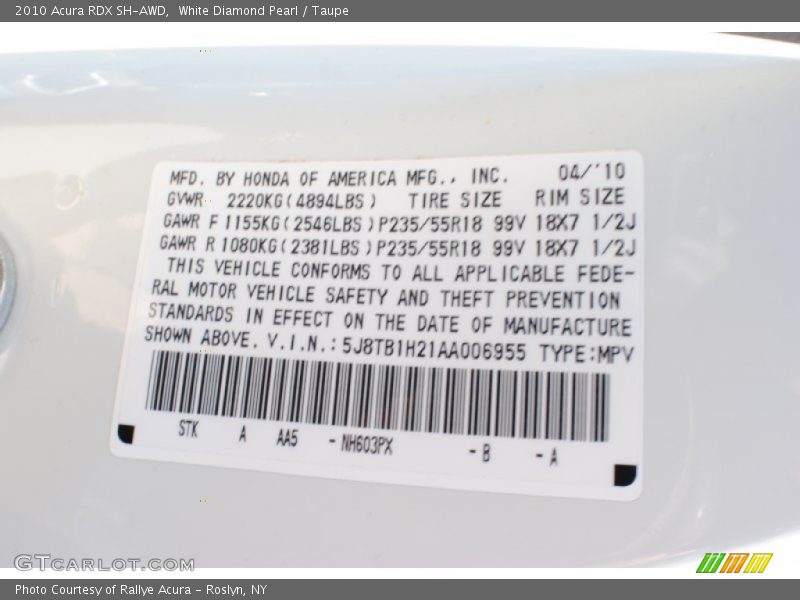 2010 Acura RDX SH-AWD,  White Diamond Pearl / Taupe
MFD. BY HONDA OF AMERICA MFG., INC. 04/'10
GVWR 2220KG(4894LBS) TIRE SIZE RIM SIZE
GAWR F 1155KG(2546LBS)P235/55R18 99V 18X7 1/2J
GAWR R 1080KG(2381LBS)P235/55R18 99V 18X7 1/2J
THIS VEHICLE CONFORMS TO ALL APPLICABLE FEDE-
RAL MOTOR VEHICLE SAFETY AND THEFT PREVENTION
STANDARDS IN EFFECT ON THE DATE OF MANUFACTURE
SHOWN ABOVE. V.I.N.:5J8TB1H21AA006955 TYPE:MPV
STK A AA5 -NH603PX -B -A
GTCARLOT.COM
Photo Courtesy of Rallye Acura - Roslyn, NY